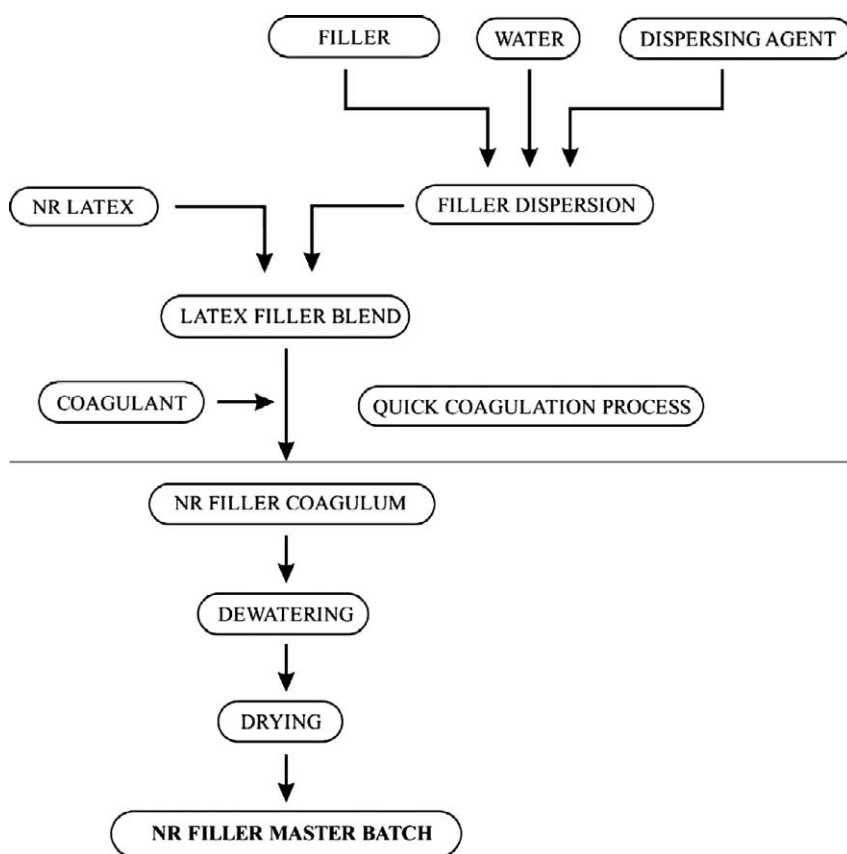 FILLER
WATER
DISPERSING AGENT
NR LATEX
FILLER DISPERSION
LATEX FILLER BLEND
COAGULANT
QUICK COAGULATION PROCESS
NR FILLER COAGULUM
DEWATERING
DRYING
NR FILLER MASTER BATCH